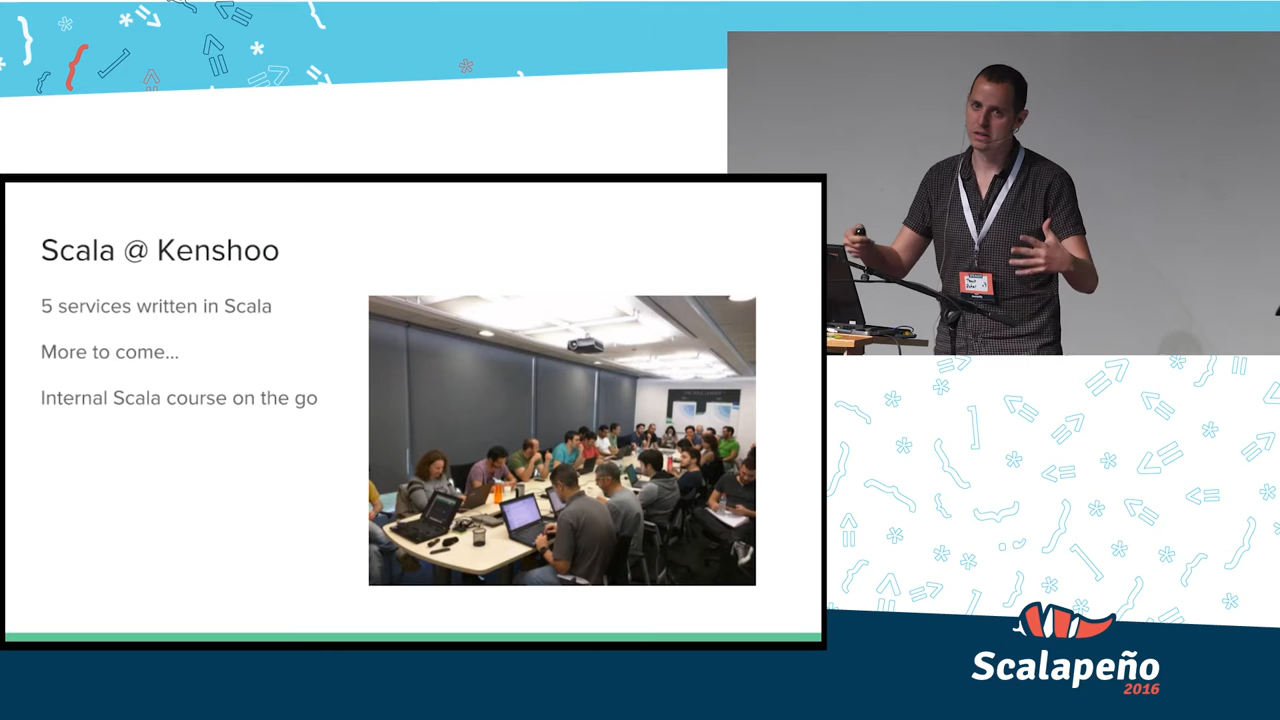 Scala @ Kenshoo
5 services written in Scala
More to come...
Internal Scala course on the go
Scalapeño
2016